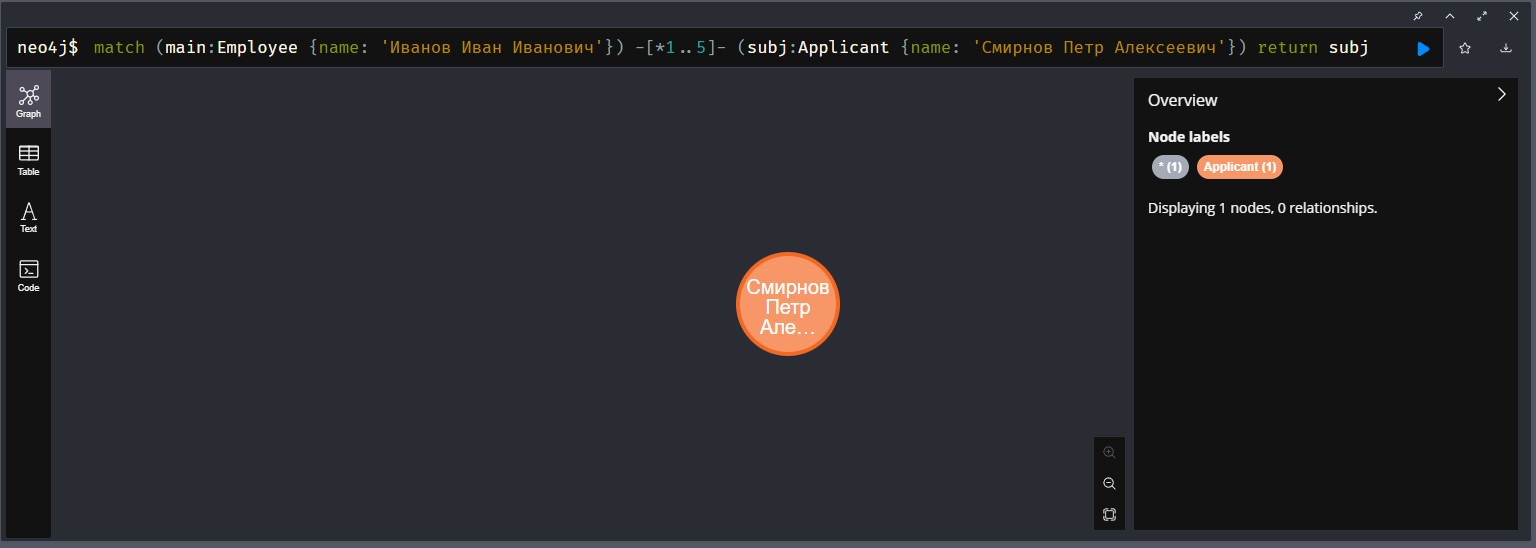 neo4j$ match (main:Employee {name: 'Иванов Иван Иванович'}) -[*1..5]- (subj:Applicant {name: 'Смирнов Петр Алексеевич'}) return subj
Graph
Table
A
Text
Code
Смирнов
Петр
Але...
Overview
Node labels
* (1) Applicant (1)
Displaying 1 nodes, 0 relationships.